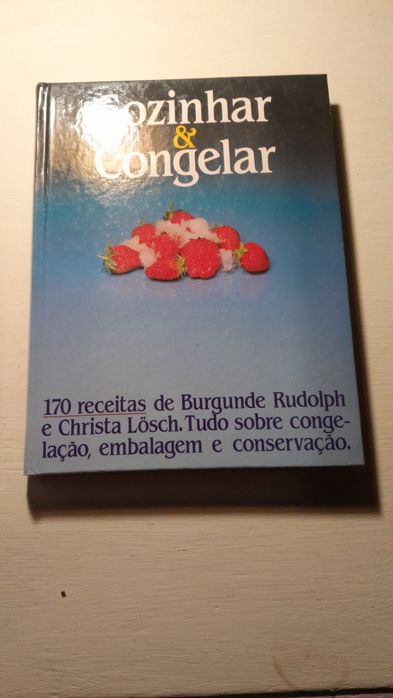 Cozinhar
&
Congelar
170 receitas de Burgunde Rudolph
e Christa Lösch. Tudo sobre conge-
lação, embalagem e conservação.